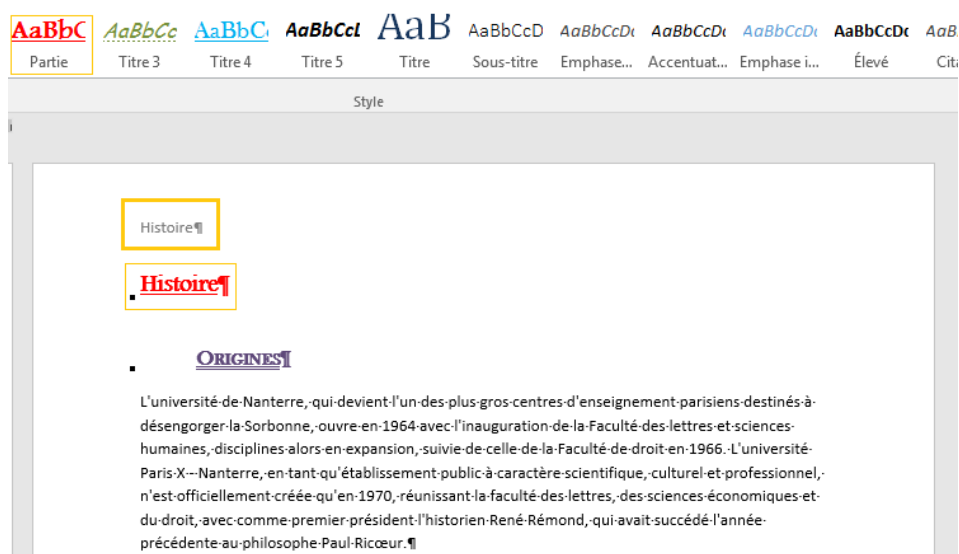 AaBbC AaBbCc AaBbC AaBbCcL AaB AaBbCcD AaBbCcD AaBbCcD AaBbCcD AaBbCcDc AaB
Partie Titre 3 Titre 4 Titre 5 Titre Sous-titre Emphase... Accentuat... Emphase i... Élevé Cita
Style
Histoire¶
Histoire¶
ORIGINES¶
L'université·de·Nanterre,·qui·devient·l'un·des·plus·gros·centres·d'enseignement·parisiens·destinés·à·
désengorger·la·Sorbonne,·ouvre·en·1964·avec·l'inauguration·de·la·Faculté·des·lettres·et·sciences·
humaines,·disciplines·alors·en·expansion,·suivie·de·celle·de·la·Faculté·de·droit·en·1966.·L'université·
Paris·X·-·Nanterre,·en·tant·qu'établissement·public·à·caractère·scientifique,·culturel·et·professionnel,·
n'est·officiellement·créée·qu'en·1970,·réunissant·la·faculté·des·lettres,·des·sciences·économiques·et·
du·droit,·avec·comme·premier·président·l'historien·René·Rémond,·qui·avait·succédé·l'année·
précédente·au·philosophe·Paul·Ricœur.¶